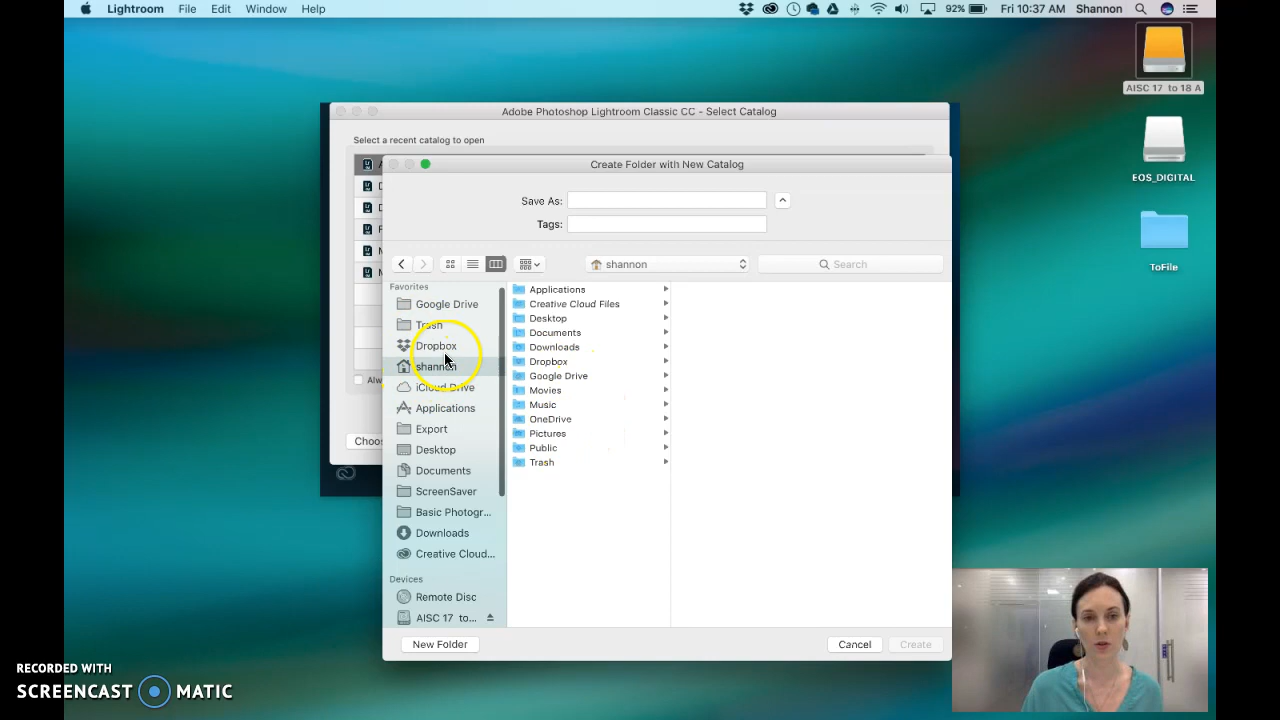 Lightroom File Edit Window Help 92% Fri 10:37 AM Shannon
AISC 17 to 18 A
EOS_DIGITAL
ToFile
Adobe Photoshop Lightroom Classic CC - Select Catalog
Select a recent catalog to open
Create Folder with New Catalog
Save As:
Tags:
shannon
Search
Favorites
Google Drive
Trash
Dropbox
shannon
iCloud Drive
Applications
Export
Desktop
Documents
ScreenSaver
Basic Photogr...
Downloads
Creative Cloud...
Devices
Remote Disc
AISC 17 to...
Applications
Creative Cloud Files
Desktop
Documents
Downloads
Dropbox
Google Drive
Movies
Music
OneDrive
Pictures
Public
Trash
New Folder
Cancel
Create
RECORDED WITH
SCREENCAST MATIC